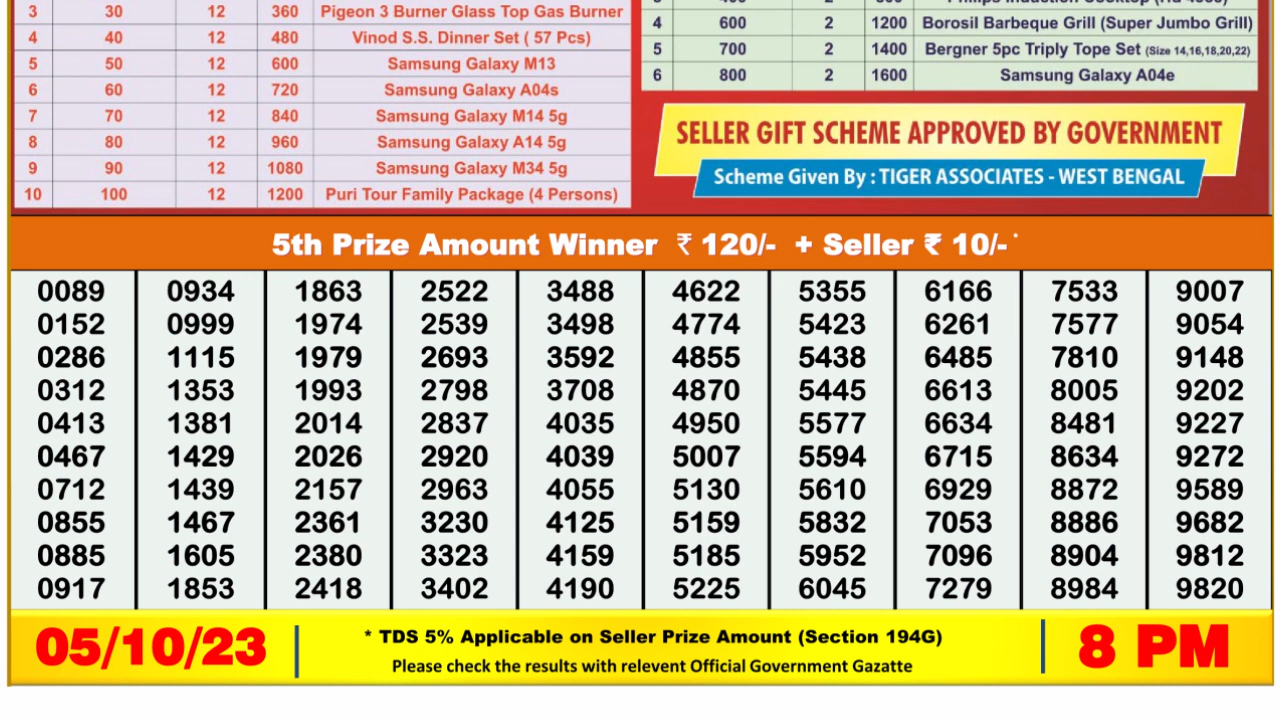 3 30 12 360 Pigeon 3 Burner Glass Top Gas Burner
4 40 12 480 Vinod S.S. Dinner Set ( 57 Pcs)
5 50 12 600 Samsung Galaxy M13
6 60 12 720 Samsung Galaxy A04s
7 70 12 840 Samsung Galaxy M14 5g
8 80 12 960 Samsung Galaxy A14 5g
9 90 12 1080 Samsung Galaxy M34 5g
10 100 12 1200 Puri Tour Family Package (4 Persons)
4 600 2 1200 Borosil Barbeque Grill (Super Jumbo Grill)
5 700 2 1400 Bergner 5pc Triply Tope Set (Size 14,16,18,20,22)
6 800 2 1600 Samsung Galaxy A04e
SELLER GIFT SCHEME APPROVED BY GOVERNMENT
Scheme Given By : TIGER ASSOCIATES - WEST BENGAL
5th Prize Amount Winner ₹ 120/- + Seller ₹ 10/- *
0089 0934 1863 2522 3488 4622 5355 6166 7533 9007
0152 0999 1974 2539 3498 4774 5423 6261 7577 9054
0286 1115 1979 2693 3592 4855 5438 6485 7810 9148
0312 1353 1993 2798 3708 4870 5445 6613 8005 9202
0413 1381 2014 2837 4035 4950 5577 6634 8481 9227
0467 1429 2026 2920 4039 5007 5594 6715 8634 9272
0712 1439 2157 2963 4055 5130 5610 6929 8872 9589
0855 1467 2361 3230 4125 5159 5832 7053 8886 9682
0885 1605 2380 3323 4159 5185 5952 7096 8904 9812
0917 1853 2418 3402 4190 5225 6045 7279 8984 9820
05/10/23
* TDS 5% Applicable on Seller Prize Amount (Section 194G)
Please check the results with relevent Official Government Gazatte
8 PM